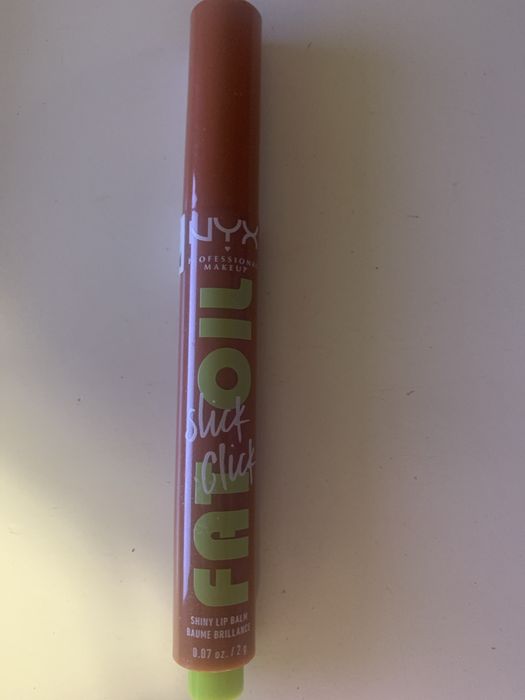 NYX
PROFESSIONAL
MAKEUP
FAT OIL
slick
click
SHINY LIP BALM
BAUME BRILLANCE
0.07 oz. / 2 g